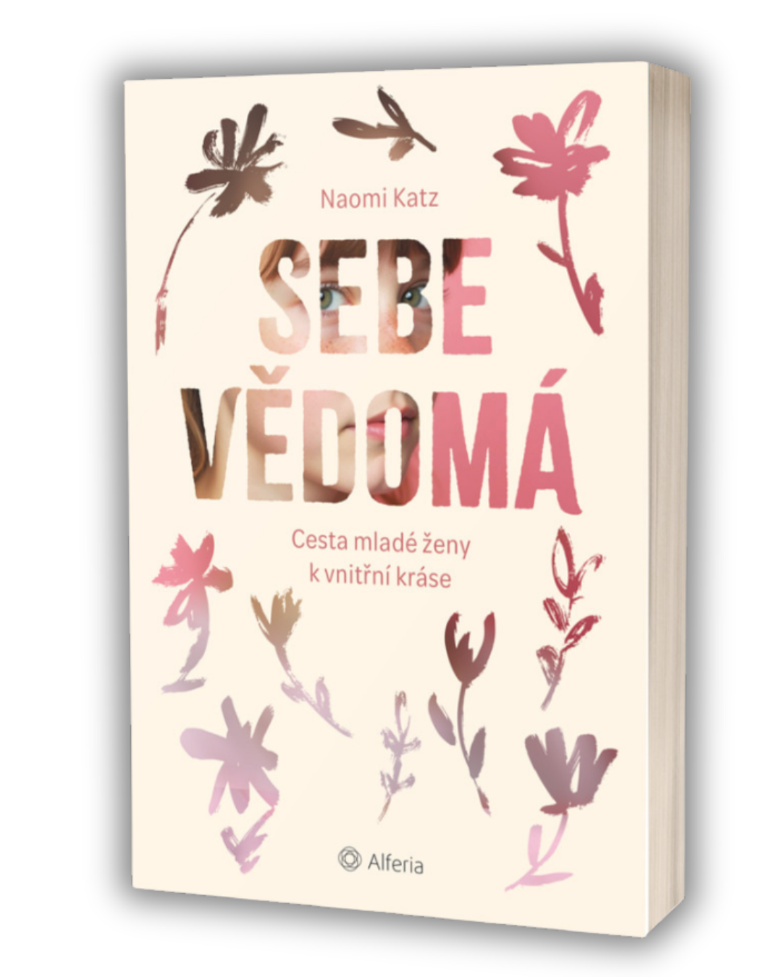 Naomi Katz
SEBE
VĚDOMÁ
Cesta mladé ženy
k vnitřní kráse
Alferia